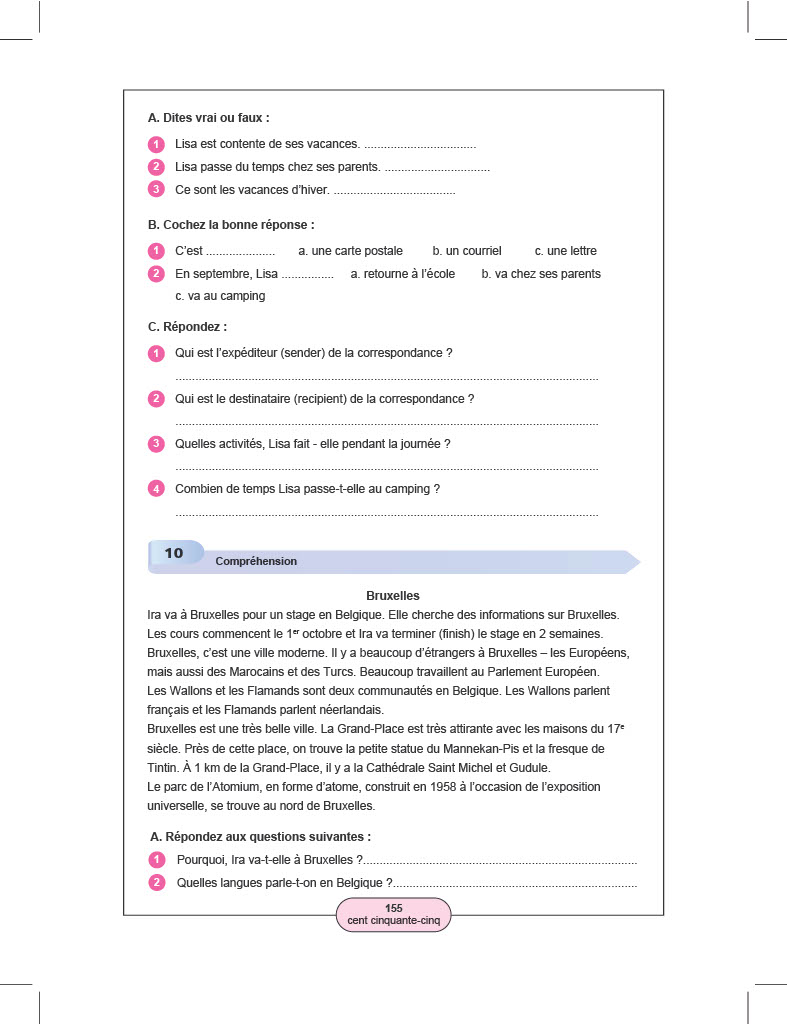 A. Dites vrai ou faux :
1 Lisa est contente de ses vacances. ..................................
2 Lisa passe du temps chez ses parents. ................................
3 Ce sont les vacances d'hiver. .....................................
B. Cochez la bonne réponse :
1 C'est ..................... a. une carte postale b. un courriel c. une lettre
2 En septembre, Lisa ................ a. retourne à l'école b. va chez ses parents
c. va au camping
C. Répondez :
1 Qui est l'expéditeur (sender) de la correspondance ?
................................................................................................................................
2 Qui est le destinataire (recipient) de la correspondance ?
................................................................................................................................
3 Quelles activités, Lisa fait - elle pendant la journée ?
................................................................................................................................
4 Combien de temps Lisa passe-t-elle au camping ?
................................................................................................................................
10 Compréhension
Bruxelles
Ira va à Bruxelles pour un stage en Belgique. Elle cherche des informations sur Bruxelles.
Les cours commencent le 1er octobre et Ira va terminer (finish) le stage en 2 semaines.
Bruxelles, c'est une ville moderne. Il y a beaucoup d'étrangers à Bruxelles – les Européens,
mais aussi des Marocains et des Turcs. Beaucoup travaillent au Parlement Européen.
Les Wallons et les Flamands sont deux communautés en Belgique. Les Wallons parlent
français et les Flamands parlent néerlandais.
Bruxelles est une très belle ville. La Grand-Place est très attirante avec les maisons du 17e
siècle. Près de cette place, on trouve la petite statue du Mannekan-Pis et la fresque de
Tintin. À 1 km de la Grand-Place, il y a la Cathédrale Saint Michel et Gudule.
Le parc de l'Atomium, en forme d'atome, construit en 1958 à l'occasion de l'exposition
universelle, se trouve au nord de Bruxelles.
A. Répondez aux questions suivantes :
1 Pourquoi, Ira va-t-elle à Bruxelles ?...................................................................................
2 Quelles langues parle-t-on en Belgique ?..........................................................................
155
cent cinquante-cinq